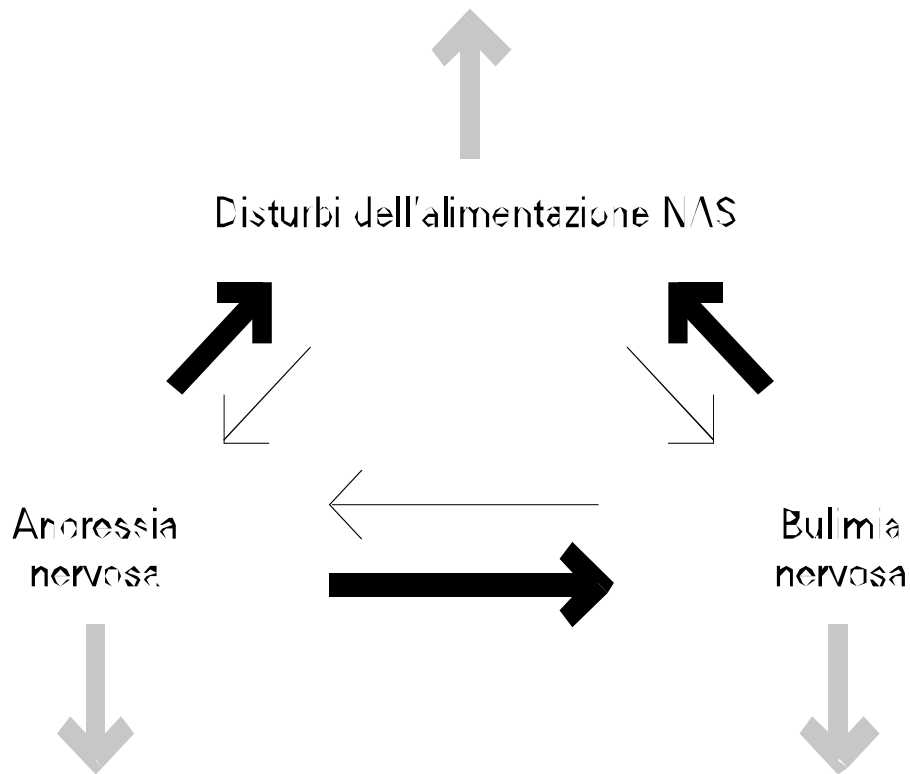 Disturbi dell'alimentazione NAS
Anoressia
nervosa
Bulimia
nervosa